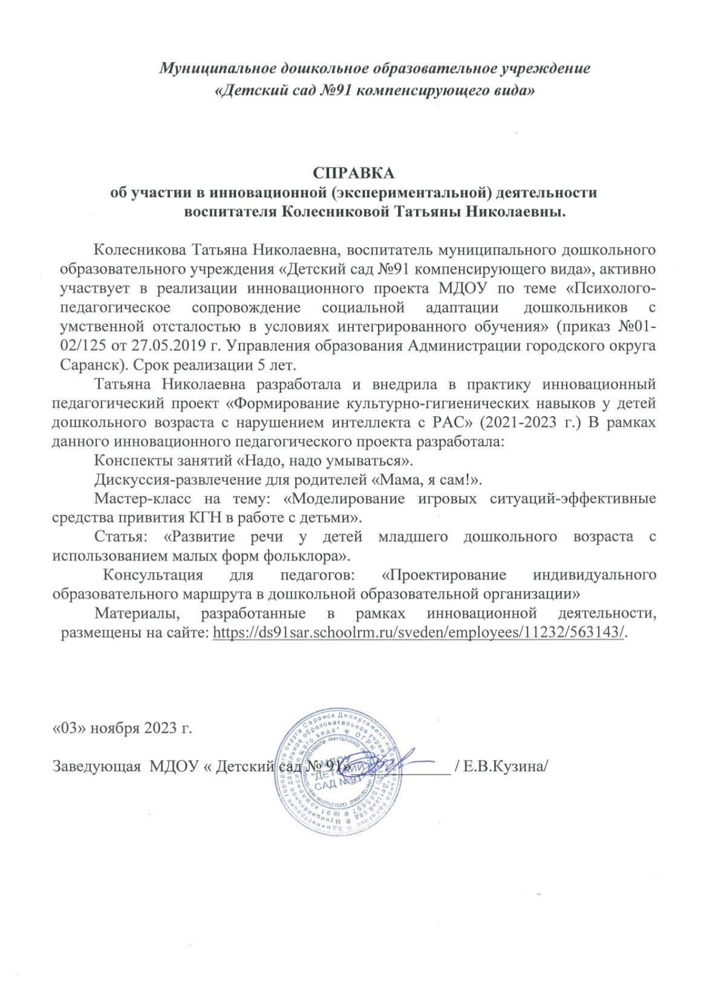 Муниципальное дошкольное образовательное учреждение
«Детский сад №91 компенсирующего вида»
СПРАВКА
об участии в инновационной (экспериментальной) деятельности
воспитателя Колесниковой Татьяны Николаевны.
Колесникова Татьяна Николаевна, воспитатель муниципального дошкольного
образовательного учреждения «Детский сад №91 компенсирующего вида», активно
участвует в реализации инновационного проекта МДОУ по теме «Психолого-
педагогическое сопровождение социальной адаптации дошкольников с
умственной отсталостью в условиях интегрированного обучения» (приказ №01-
02/125 от 27.05.2019 г. Управления образования Администрации городского округа
Саранск). Срок реализации 5 лет.
Татьяна Николаевна разработала и внедрила в практику инновационный
педагогический проект «Формирование культурно-гигиенических навыков у детей
дошкольного возраста с нарушением интеллекта с РАС» (2021-2023 г.) В рамках
данного инновационного педагогического проекта разработала:
Конспекты занятий «Надо, надо умываться».
Дискуссия-развлечение для родителей «Мама, я сам!».
Мастер-класс на тему: «Моделирование игровых ситуаций-эффективные
средства привития КГН в работе с детьми».
Статья: «Развитие речи у детей младшего дошкольного возраста с
использованием малых форм фольклора».
Консультация для педагогов: «Проектирование индивидуального
образовательного маршрута в дошкольной образовательной организации»
Материалы, разработанные в рамках инновационной деятельности,
размещены на сайте: https://ds91sar.schoolrm.ru/sveden/employees/11232/563143/.
«03» ноября 2023 г.
Заведующая МДОУ « Детский сад № 91» ____________ / Е.В.Кузина/
МДОУ
"ДЕТСКИЙ
САД №91"